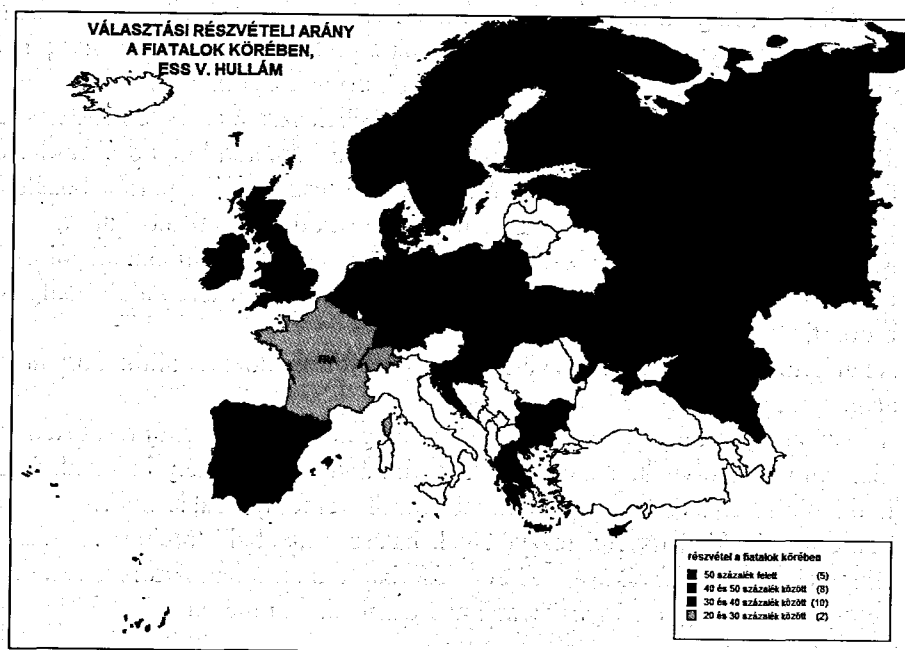 VÁLASZTÁSI RÉSZVÉTELI ARÁNY
A FIATALOK KÖRÉBEN,
ESS V. HULLÁM
FRA
részvétel a fiatalok körében
50 százalék felett (5)
40 és 50 százalék között (8)
30 és 40 százalék között (10)
20 és 30 százalék között (2)